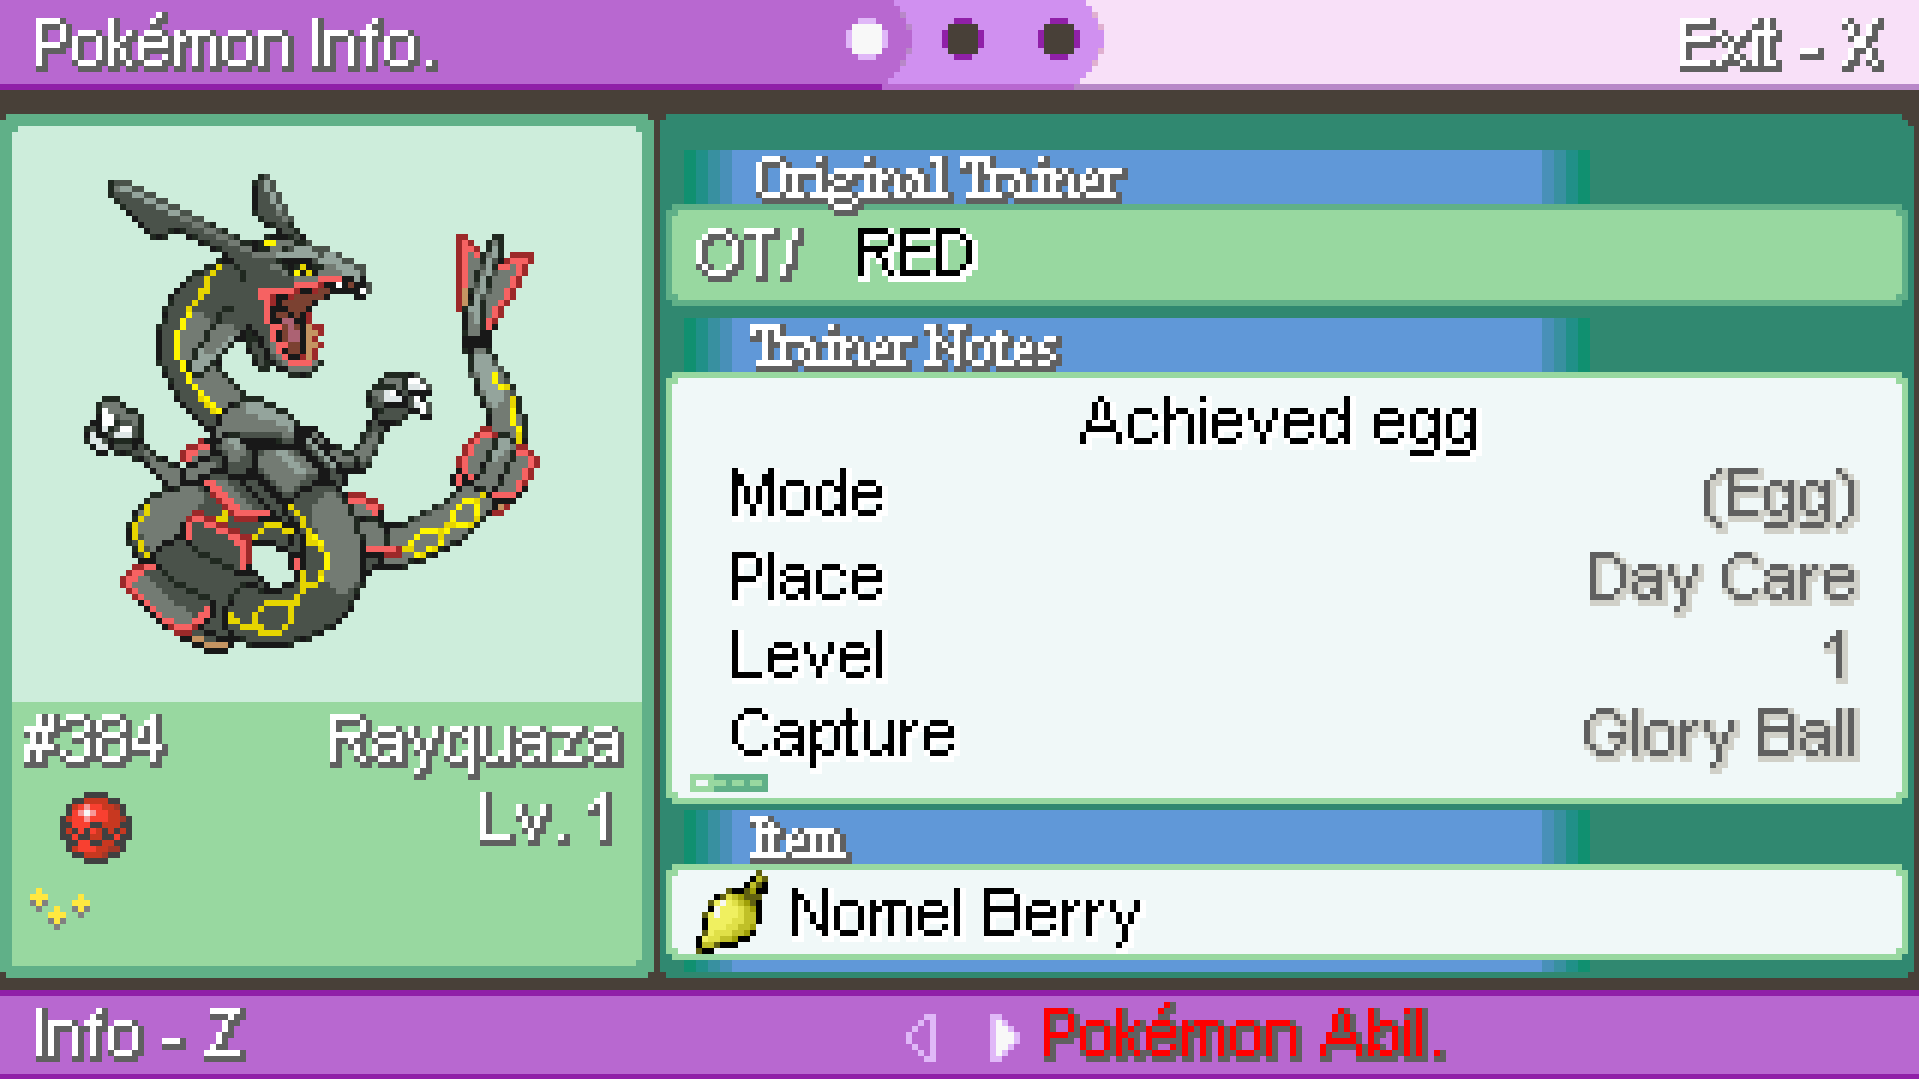 Pokémon Info.
Exit - X
Original Trainer
OT/ RED
Trainer Notes
Achieved egg
Mode (Egg)
Place Day Care
Level 1
Capture Glory Ball
#384 Rayquaza
Lv. 1
Item
Nomel Berry
Info - Z
Pokémon Abil.